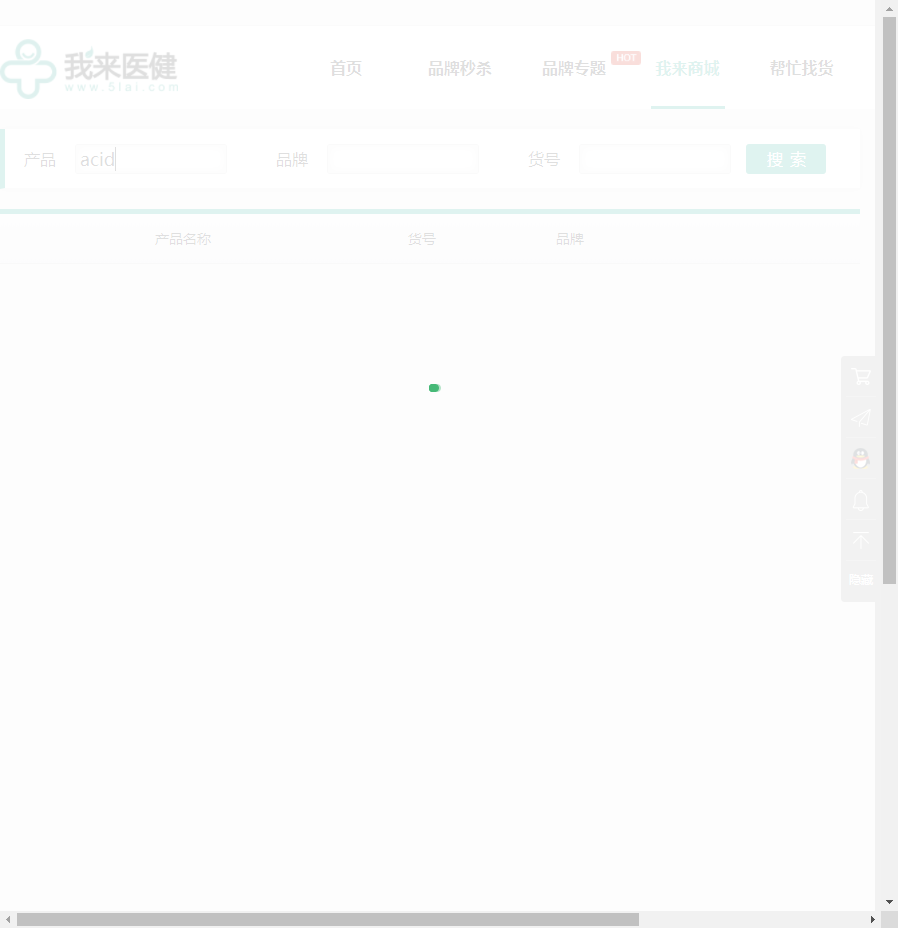 我来医健
www.5lai.com
首页
品牌秒杀
品牌专题
HOT
我来商城
帮忙找货
产品
acid
品牌
货号
搜 索
产品名称
货号
品牌
隐藏